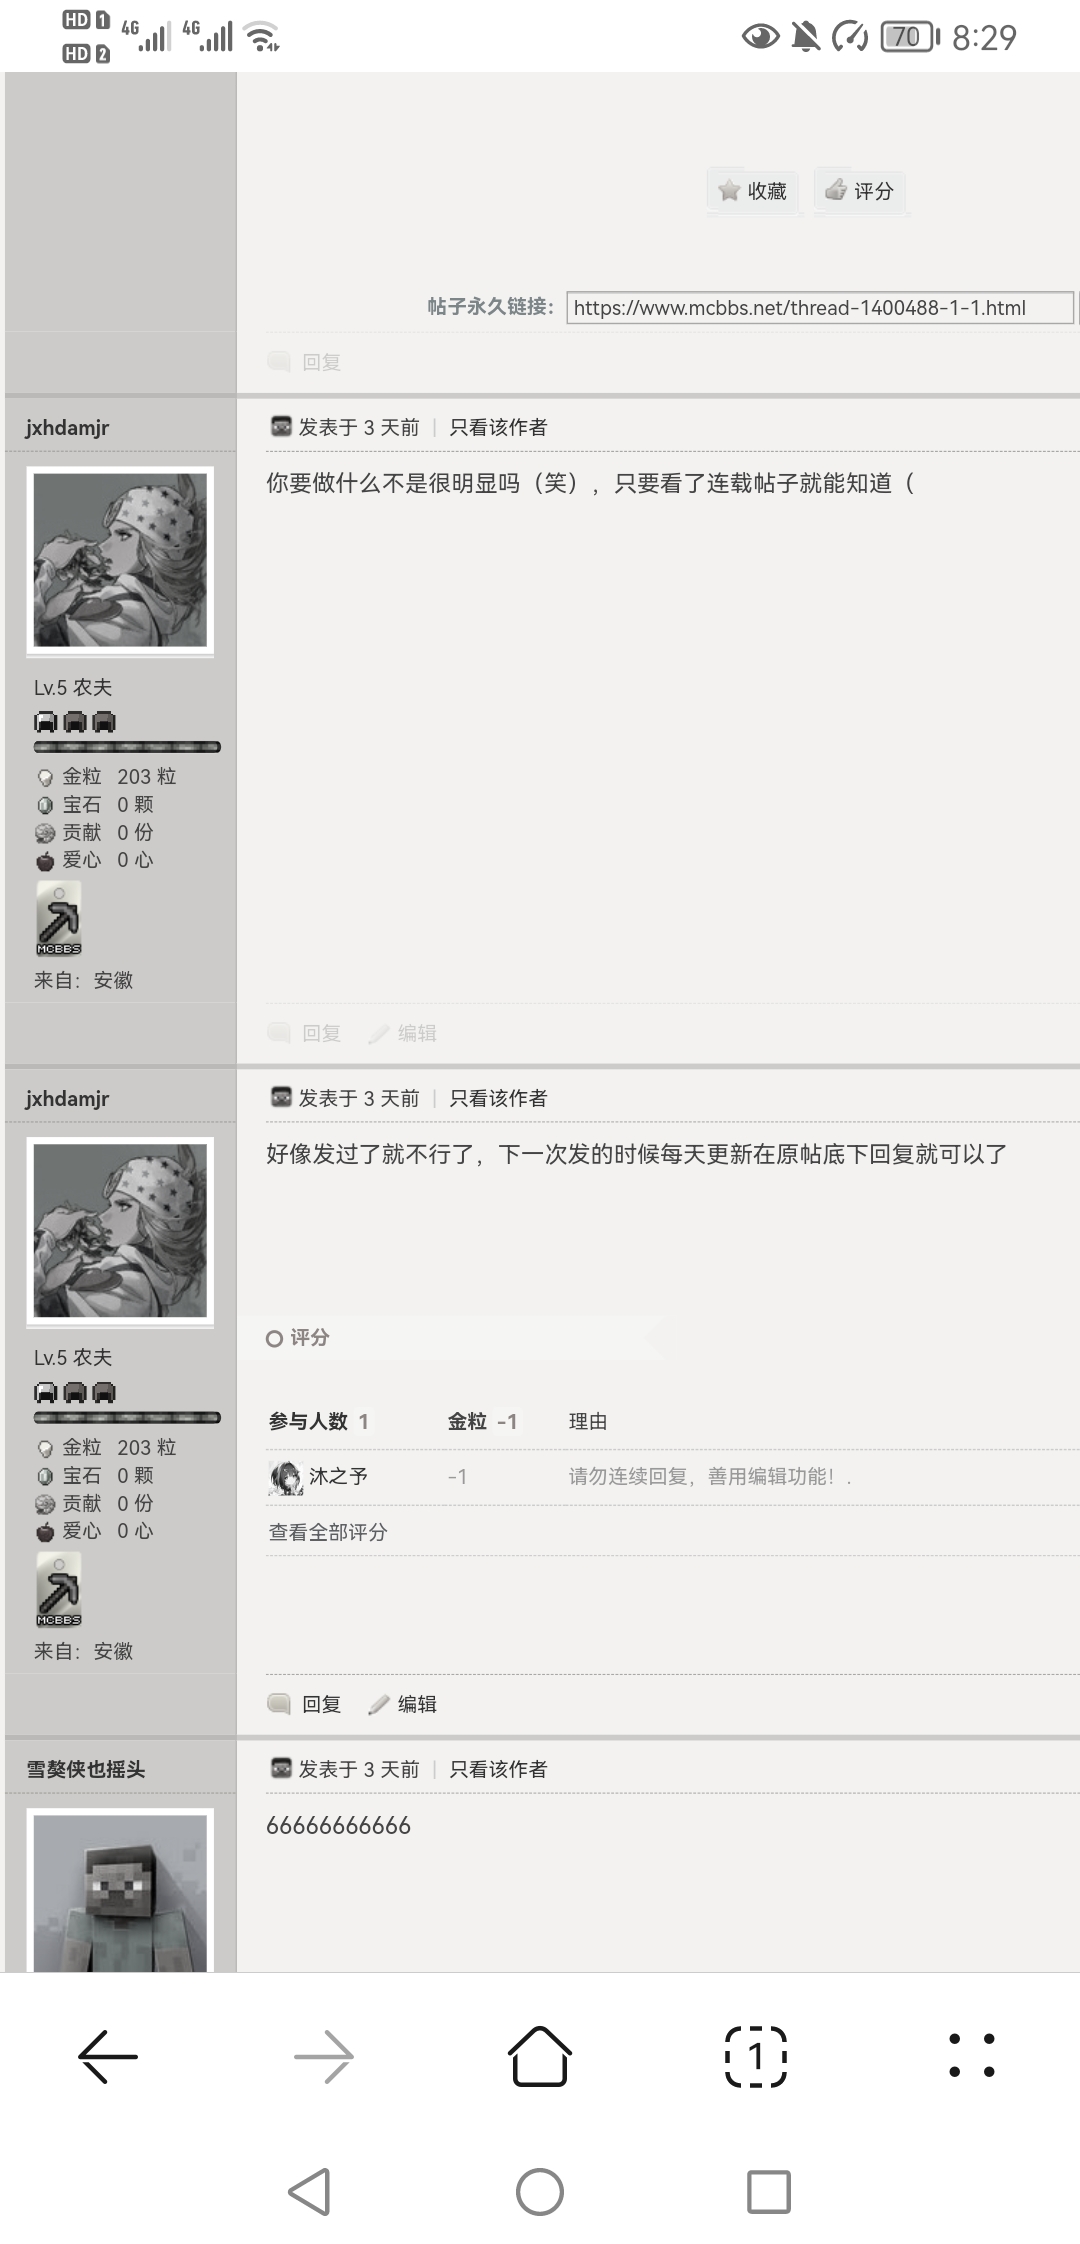 HD 1 4G 4G 70 8:29
HD 2
收藏 评分
帖子永久链接： https://www.mcbbs.net/thread-1400488-1-1.html
回复
jxhdamjr 发表于 3 天前 | 只看该作者
你要做什么不是很明显吗（笑），只要看了连载帖子就能知道（
Lv.5 农夫
金粒 203 粒
宝石 0 颗
贡献 0 份
爱心 0 心
MCBBS
来自：安徽
回复 编辑
jxhdamjr 发表于 3 天前 | 只看该作者
好像发过了就不行了，下一次发的时候每天更新在原帖底下回复就可以了
评分
Lv.5 农夫
参与人数 1 金粒 -1 理由
金粒 203 粒
宝石 0 颗
沐之予 -1 请勿连续回复，善用编辑功能！.
贡献 0 份
爱心 0 心
查看全部评分
MCBBS
来自：安徽
回复 编辑
雪獒侠也摇头 发表于 3 天前 | 只看该作者
66666666666
1